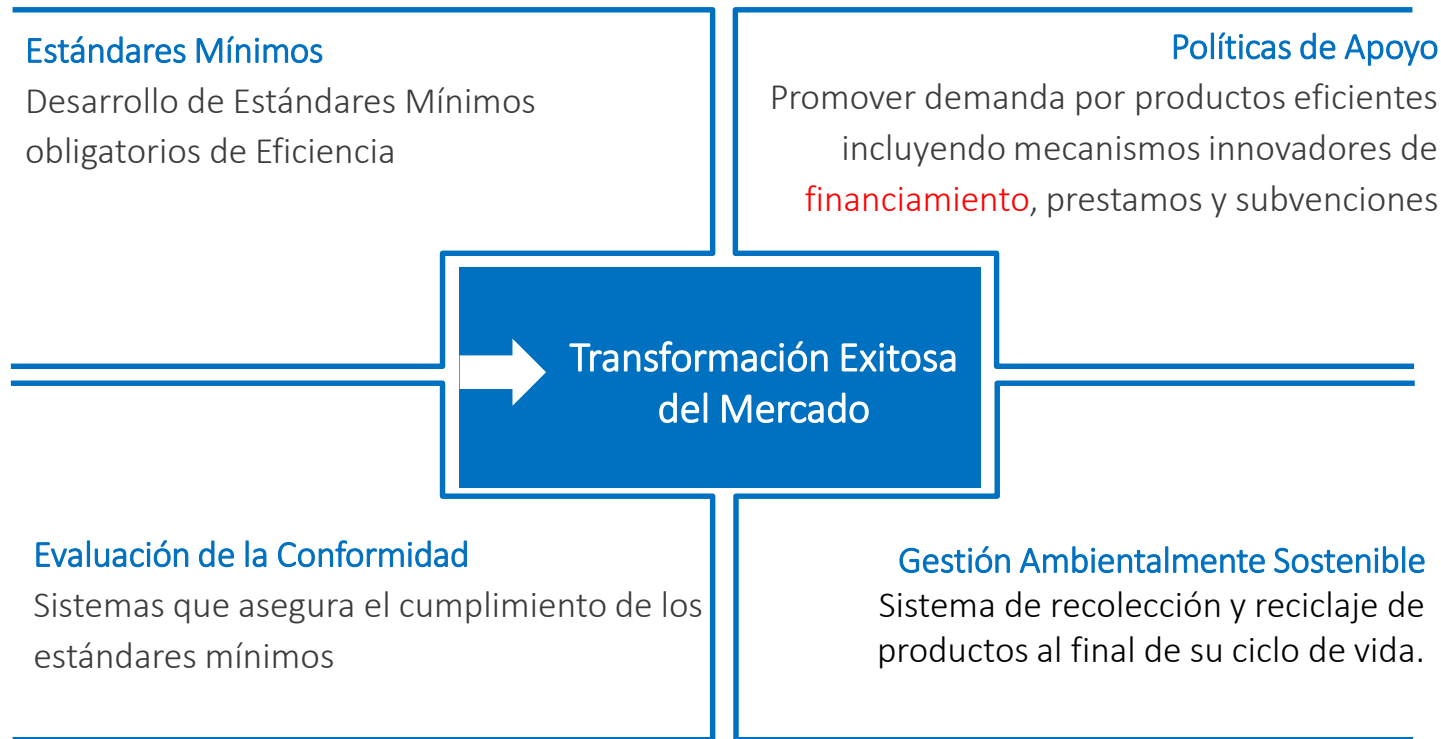 Estándares Mínimos
Desarrollo de Estándares Mínimos
obligatorios de Eficiencia
Políticas de Apoyo
Promover demanda por productos eficientes
incluyendo mecanismos innovadores de
financiamiento, prestamos y subvenciones
Transformación Exitosa
del Mercado
Evaluación de la Conformidad
Sistemas que asegura el cumplimiento de los
estándares mínimos
Gestión Ambientalmente Sostenible
Sistema de recolección y reciclaje de
productos al final de su ciclo de vida.